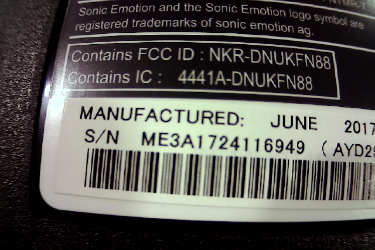 Sonic Emotion and the Sonic Emotion logo symbol are
registered trademarks of sonic emotion ag.
Contains FCC ID : NKR-DNUKFN88
Contains IC : 4441A-DNUKFN88
MANUFACTURED: JUNE 2017
S/N ME3A1724116949 ( AYD25